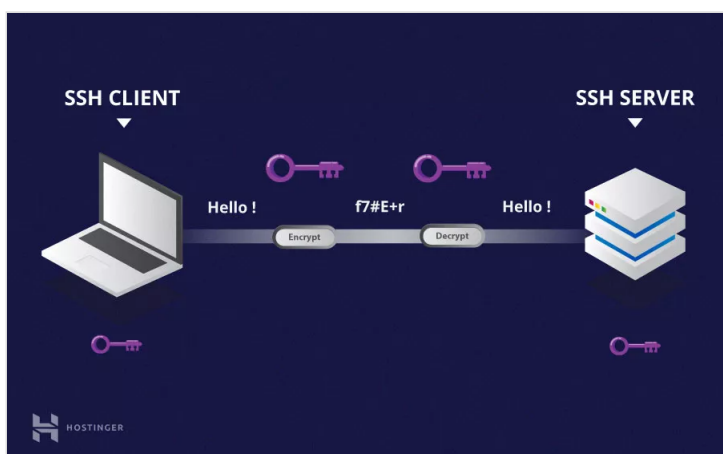 SSH CLIENT
SSH SERVER
Hello !
f7#E+r
Hello !
Encrypt
Decrypt
HOSTINGER